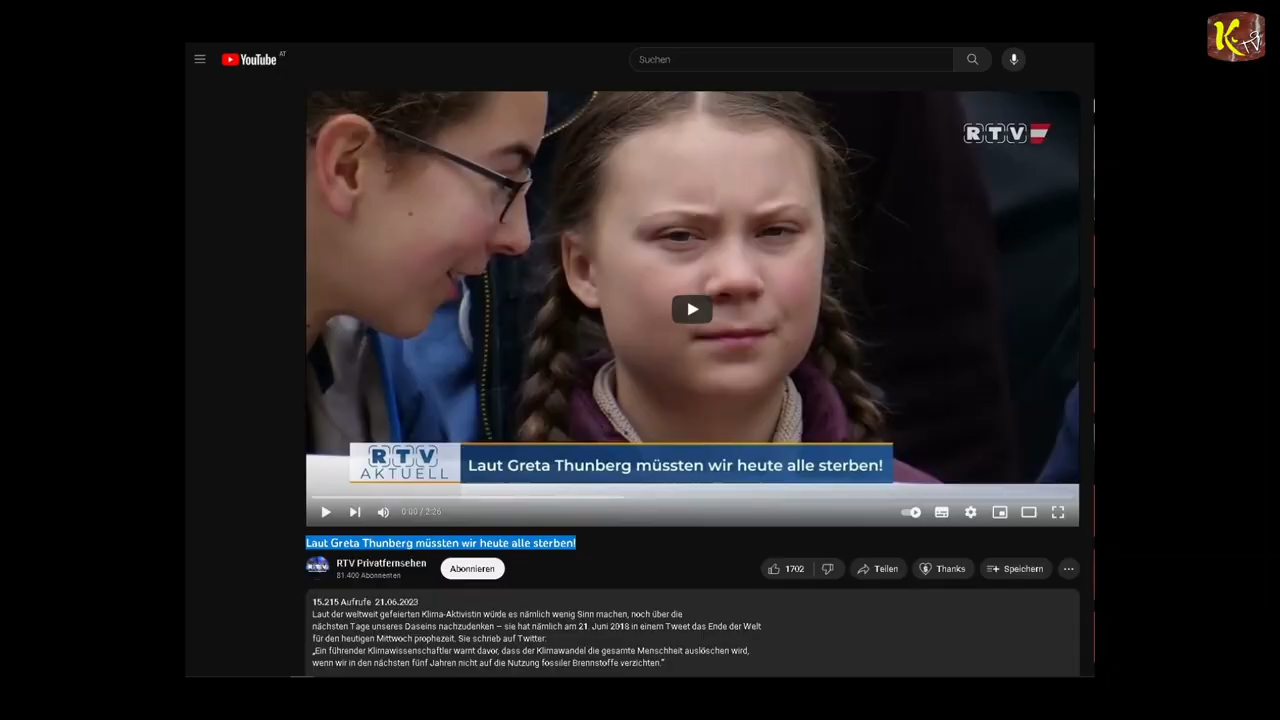 K-TV
YouTube AT
Suchen
RTV
RTV
AKTUELL
Laut Greta Thunberg müssten wir heute alle sterben!
0:00 / 2:26
Laut Greta Thunberg müssten wir heute alle sterben!
RTV Privatfernsehen
81.400 Abonnenten
Abonnieren
1702
Teilen
Thanks
Speichern
15.215 Aufrufe 21.06.2023
Laut der weltweit gefeierten Klima-Aktivistin würde es nämlich wenig Sinn machen, noch über die
nächsten Tage unseres Daseins nachzudenken – sie hat nämlich am 21. Juni 2018 in einem Tweet das Ende der Welt
für den heutigen Mittwoch prophezeit. Sie schrieb auf Twitter:
„Ein führender Klimawissenschaftler warnt davor, dass der Klimawandel die gesamte Menschheit auslöschen wird,
wenn wir in den nächsten fünf Jahren nicht auf die Nutzung fossiler Brennstoffe verzichten."